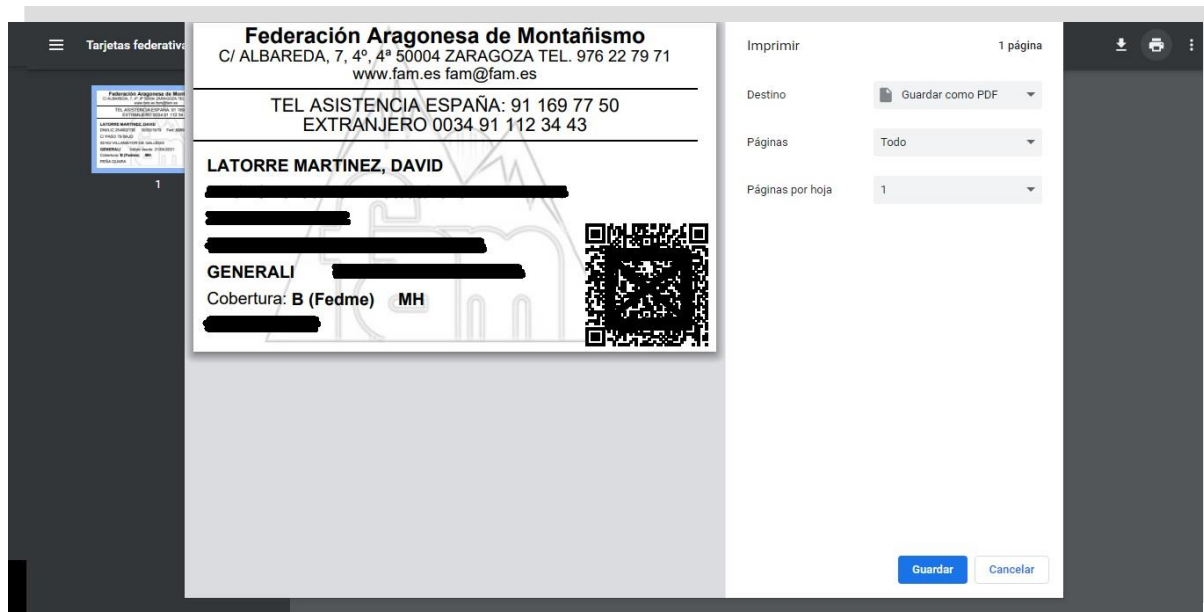 Tarjetas federativa
Federación Aragonesa de Montañismo
C/ ALBAREDA, 7, 4º, 4ª 50004 ZARAGOZA TEL. 976 22 79 71
www.fam.es fam@fam.es
TEL ASISTENCIA ESPAÑA: 91 169 77 50
EXTRANJERO 0034 91 112 34 43
LATORRE MARTINEZ, DAVID
GENERALI
Cobertura: B (Fedme) MH
1
Imprimir 1 página
Destino Guardar como PDF
Páginas Todo
Páginas por hoja 1
Guardar Cancelar